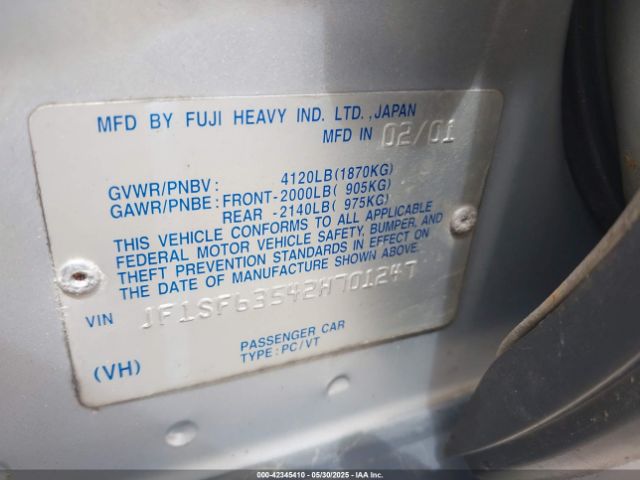 MFD BY FUJI HEAVY IND. LTD., JAPAN
MFD IN 02/01
GVWR/PNBV: 4120LB(1870KG)
GAWR/PNBE: FRONT-2000LB( 905KG)
REAR -2140LB( 975KG)
THIS VEHICLE CONFORMS TO ALL APPLICABLE
FEDERAL MOTOR VEHICLE SAFETY, BUMPER, AND
THEFT PREVENTION STANDARDS IN EFFECT ON
THE DATE OF MANUFACTURE SHOWN ABOVE.
VIN JF1SF63542H701247
PASSENGER CAR
(VH) TYPE: PC/VT
000-42345410 - 05/30/2025 - IAA Inc.